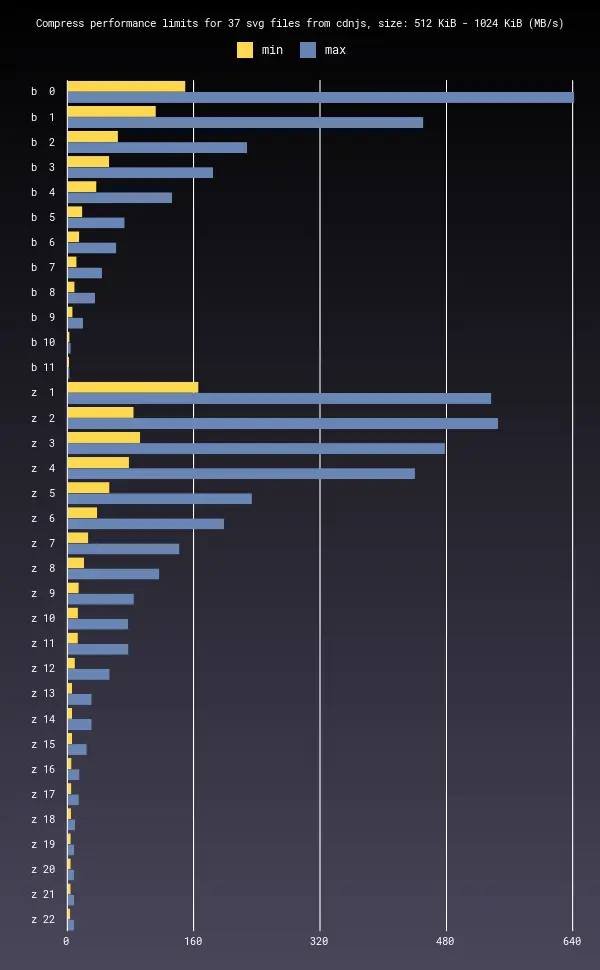 Compress performance limits for 37 svg files from cdnjs, size: 512 KiB - 1024 KiB (MB/s)
min max
b 0
b 1
b 2
b 3
b 4
b 5
b 6
b 7
b 8
b 9
b 10
b 11
z 1
z 2
z 3
z 4
z 5
z 6
z 7
z 8
z 9
z 10
z 11
z 12
z 13
z 14
z 15
z 16
z 17
z 18
z 19
z 20
z 21
z 22
0 160 320 480 640